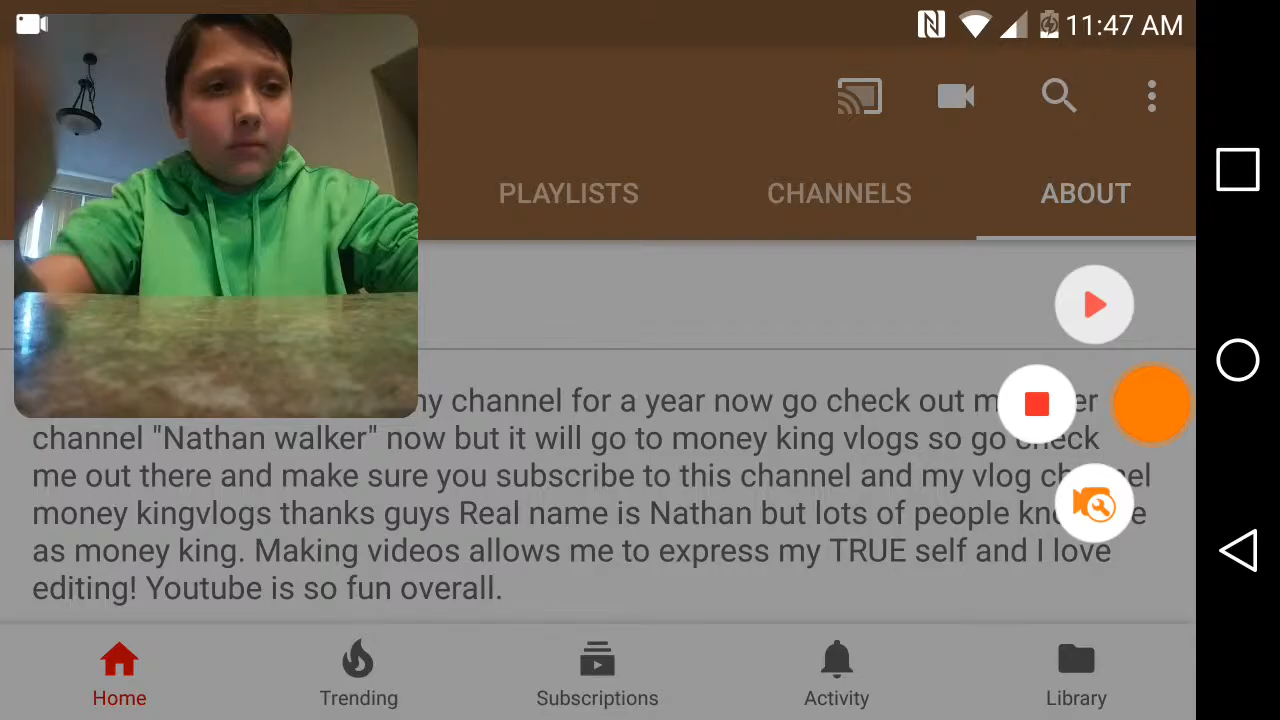 11:47 AM
PLAYLISTS CHANNELS ABOUT
my channel for a year now go check out
channel "Nathan walker" now but it will go to money king vlogs so go check
me out there and make sure you subscribe to this channel and my vlog channel
money kingvlogs thanks guys Real name is Nathan but lots of people
as money king. Making videos allows me to express my TRUE self and I love
editing! Youtube is so fun overall.
Home Trending Subscriptions Activity Library